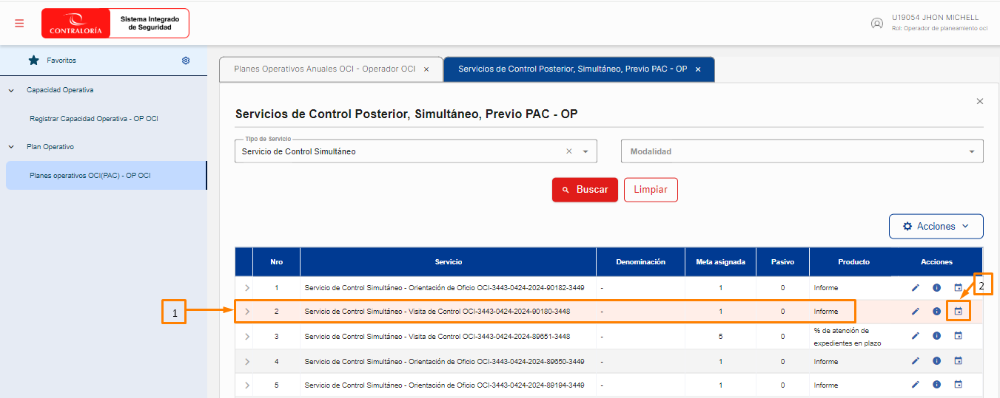 CONTRALORÍA
Sistema Integrado
de Seguridad
U19054 JHON MICHELL
Rol: Operador de planeamiento oci
Favoritos
Capacidad Operativa
Registrar Capacidad Operativa - OP OCI
Plan Operativo
Planes operativos OCI(PAC) - OP OCI
Planes Operativos Anuales OCI - Operador OCI ×
Servicios de Control Posterior, Simultáneo, Previo PAC - OP ×
Servicios de Control Posterior, Simultáneo, Previo PAC - OP
Tipo de Servicio
Servicio de Control Simultáneo
Modalidad
Buscar
Limpiar
Acciones
Nro Servicio Denominación Meta asignada Pasivo Producto Acciones
1 Servicio de Control Simultáneo - Orientación de Oficio OCI-3443-0424-2024-90182-3449 - 1 0 Informe
2
1
2 Servicio de Control Simultáneo - Visita de Control OCI-3443-0424-2024-90180-3448 - 1 0 Informe
3 Servicio de Control Simultáneo - Visita de Control OCI-3443-0424-2024-89651-3448 - 5 0 % de atención de
expedientes en plazo
4 Servicio de Control Simultáneo - Orientación de Oficio OCI-3443-0424-2024-89650-3449 - 1 0 Informe
5 Servicio de Control Simultáneo - Orientación de Oficio OCI-3443-0424-2024-89194-3449 - 1 0 Informe